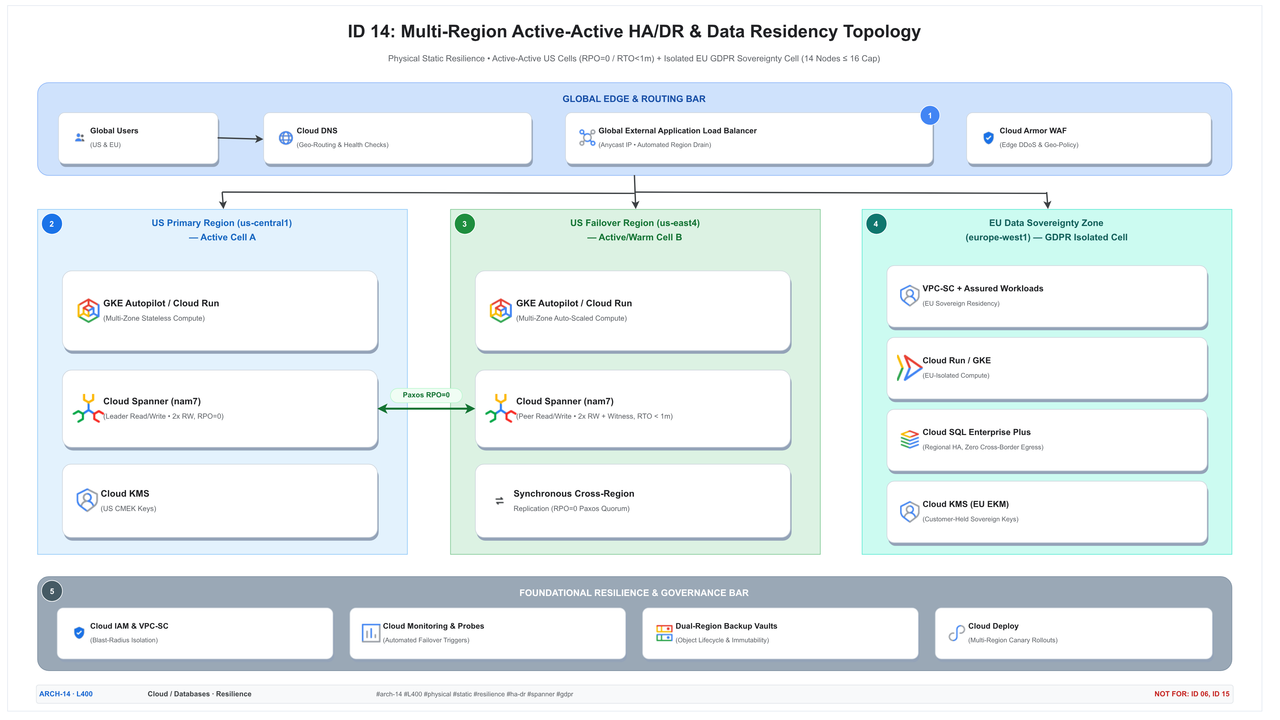 ID 14: Multi-Region Active-Active HA/DR & Data Residency Topology
Physical Static Resilience • Active-Active US Cells (RPO=0 / RTO<1m) + Isolated EU GDPR Sovereignty Cell (14 Nodes ≤ 16 Cap)
GLOBAL EDGE & ROUTING BAR
1
Global Users
(US & EU)
Cloud DNS
(Geo-Routing & Health Checks)
Global External Application Load Balancer
(Anycast IP • Automated Region Drain)
Cloud Armor WAF
(Edge DDoS & Geo-Policy)
2
US Primary Region (us-central1)
— Active Cell A
GKE Autopilot / Cloud Run
(Multi-Zone Stateless Compute)
Cloud Spanner (nam7)
(Leader Read/Write • 2x RW, RPO=0)
Cloud KMS
(US CMEK Keys)
Paxos RPO=0
3
US Failover Region (us-east4)
— Active/Warm Cell B
GKE Autopilot / Cloud Run
(Multi-Zone Auto-Scaled Compute)
Cloud Spanner (nam7)
(Peer Read/Write • 2x RW + Witness, RTO < 1m)
Synchronous Cross-Region
Replication (RPO=0 Paxos Quorum)
4
EU Data Sovereignty Zone
(europe-west1) — GDPR Isolated Cell
VPC-SC + Assured Workloads
(EU Sovereign Residency)
Cloud Run / GKE
(EU-Isolated Compute)
Cloud SQL Enterprise Plus
(Regional HA, Zero Cross-Border Egress)
Cloud KMS (EU EKM)
(Customer-Held Sovereign Keys)
5
FOUNDATIONAL RESILIENCE & GOVERNANCE BAR
Cloud IAM & VPC-SC
(Blast-Radius Isolation)
Cloud Monitoring & Probes
(Automated Failover Triggers)
Dual-Region Backup Vaults
(Object Lifecycle & Immutability)
Cloud Deploy
(Multi-Region Canary Rollouts)
ARCH-14 · L400
Cloud / Databases · Resilience
#arch-14 #L400 #physical #static #resilience #ha-dr #spanner #gdpr
NOT FOR: ID 06, ID 15